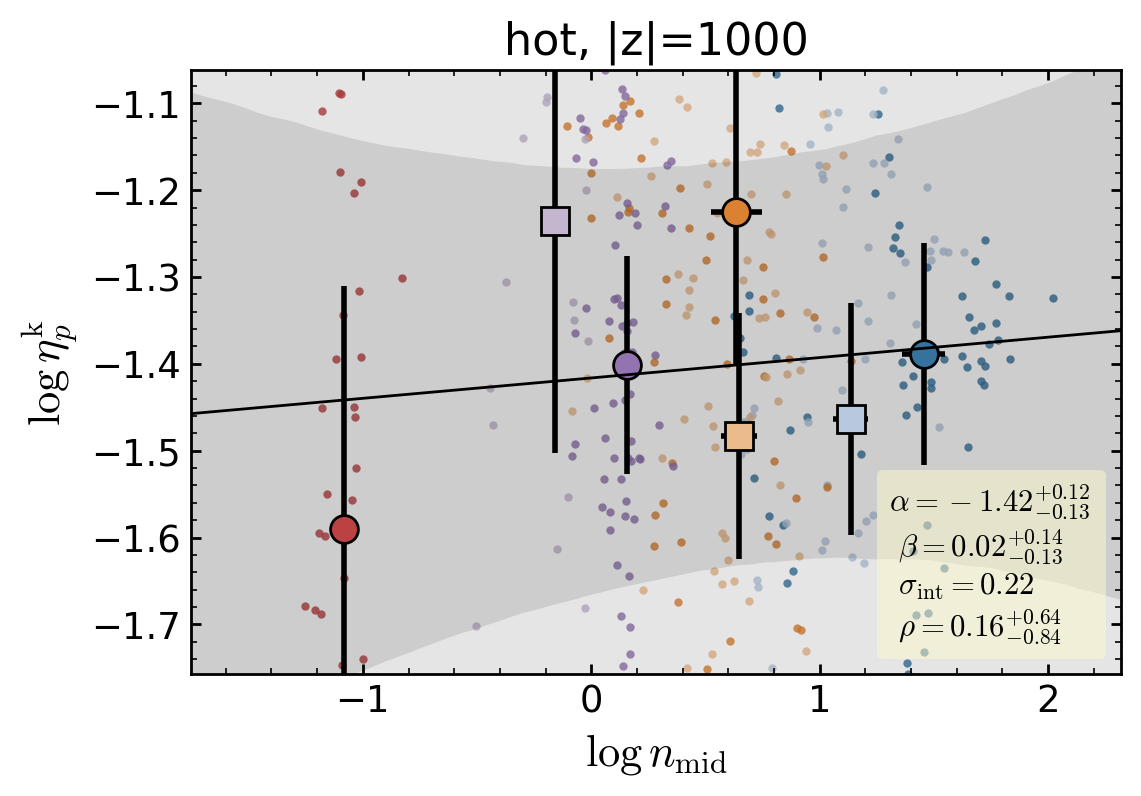 hot, |z|=1000
log η_p^k
−1.1
−1.2
−1.3
−1.4
−1.5
−1.6
−1.7
α = −1.42^{+0.12}_{−0.13}
β = 0.02^{+0.14}_{−0.13}
σ_int = 0.22
ρ = 0.16^{+0.64}_{−0.84}
−1 0 1 2
log n_mid